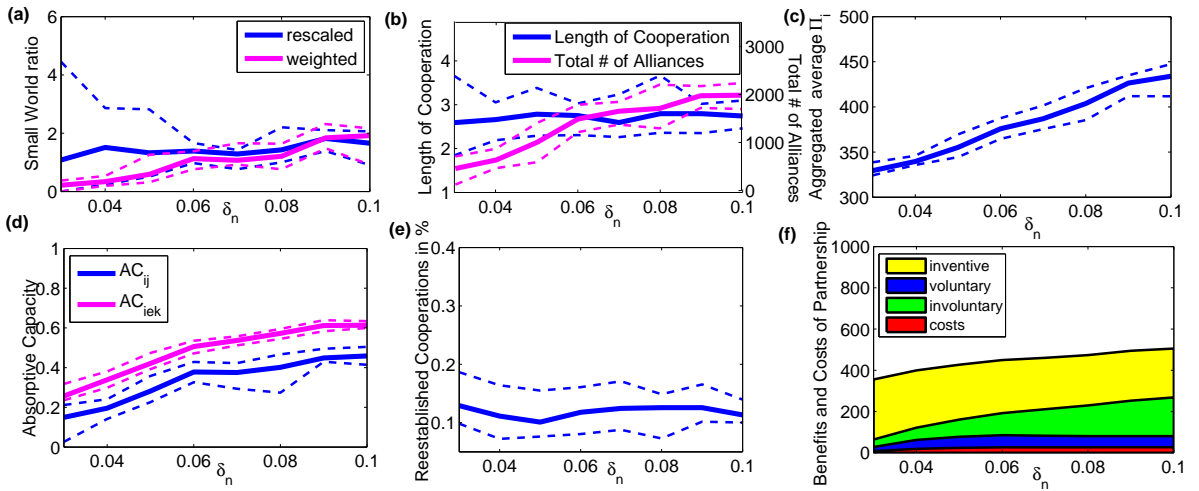 (a)
Small World ratio
6
4
2
0
rescaled
weighted
0.04
0.06
0.08
0.1
δn
(b)
Length of Cooperation
4
3
2
1
Length of Cooperation
Total # of Alliances
3000
2000
1000
0
Total # of Alliances
0.04
0.06
0.08
0.1
δn
(c)
Aggregated average Πi
500
450
400
350
300
0.04
0.06
0.08
0.1
δn
(d)
Absorptive Capacity
1
0.8
0.6
0.4
0.2
0
ACij
ACiek
0.04
0.06
0.08
0.1
δn
(e)
Reestablished Cooperations in %
0.4
0.3
0.2
0.1
0.04
0.06
0.08
0.1
δn
(f)
Benefits and Costs of Partnership
1000
800
600
400
200
0
inventive
voluntary
involuntary
costs
0.04
0.06
0.08
0.1
δn